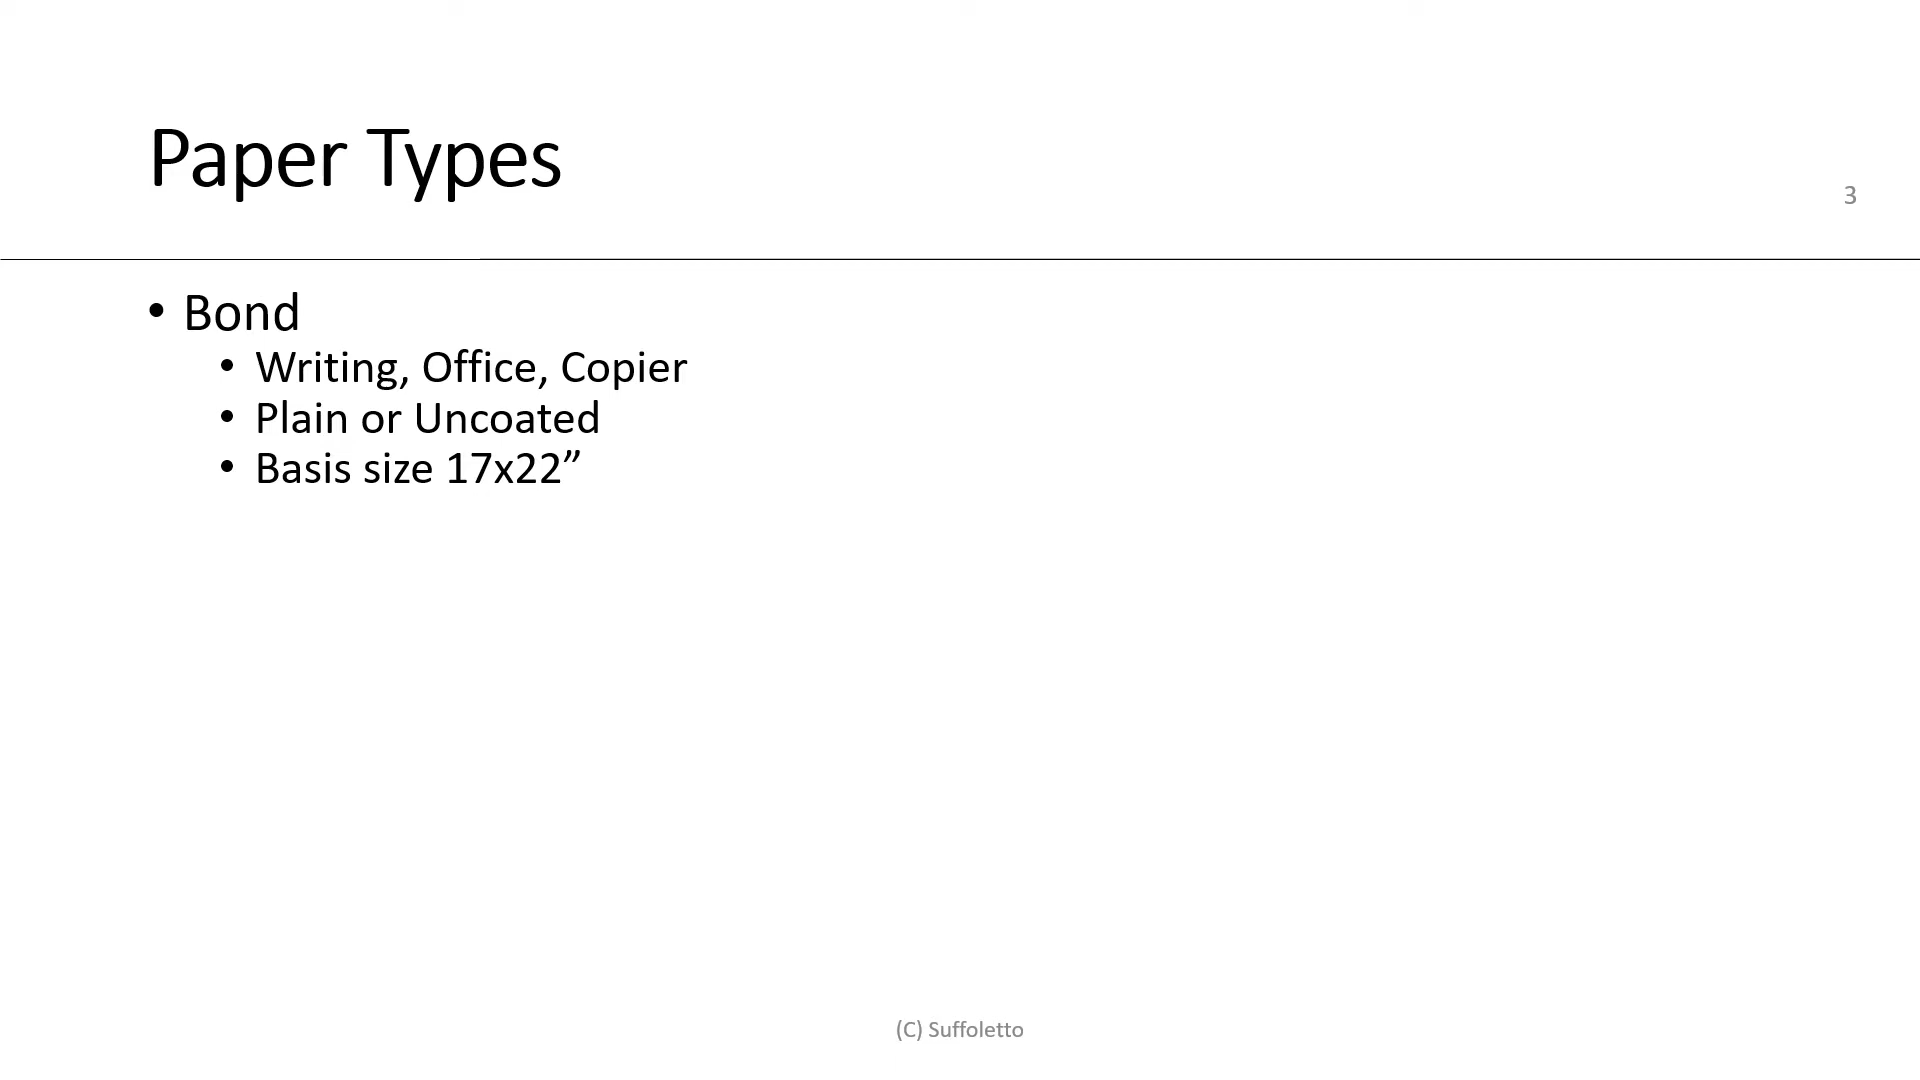 Paper Types
3
• Bond
• Writing, Office, Copier
• Plain or Uncoated
• Basis size 17x22”
(C) Suffoletto